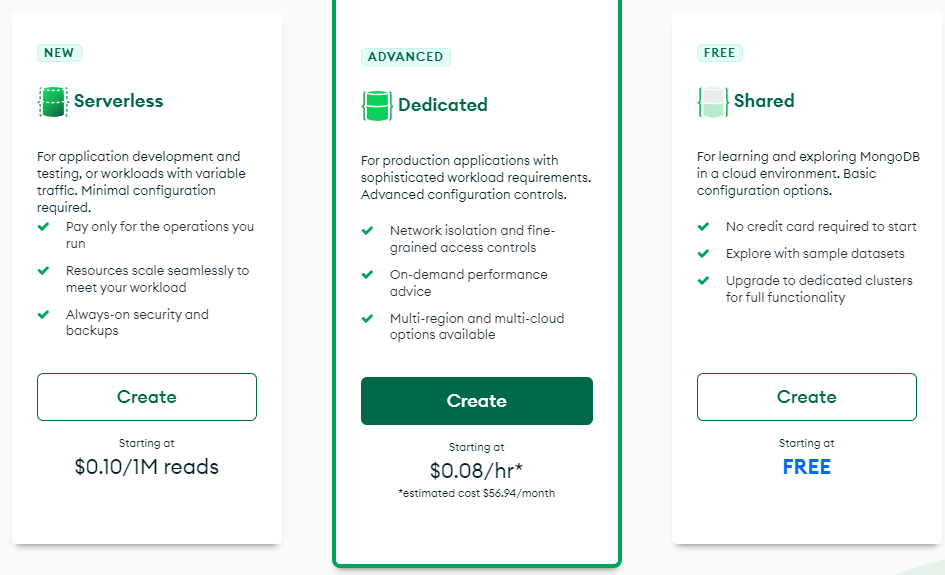 NEW
Serverless
For application development and
testing, or workloads with variable
traffic. Minimal configuration
required.
Pay only for the operations you
run
Resources scale seamlessly to
meet your workload
Always-on security and
backups
Create
Starting at
$0.10/1M reads
ADVANCED
Dedicated
For production applications with
sophisticated workload requirements.
Advanced configuration controls.
Network isolation and fine-
grained access controls
On-demand performance
advice
Multi-region and multi-cloud
options available
Create
Starting at
$0.08/hr*
*estimated cost $56.94/month
FREE
Shared
For learning and exploring MongoDB
in a cloud environment. Basic
configuration options.
No credit card required to start
Explore with sample datasets
Upgrade to dedicated clusters
for full functionality
Create
Starting at
FREE